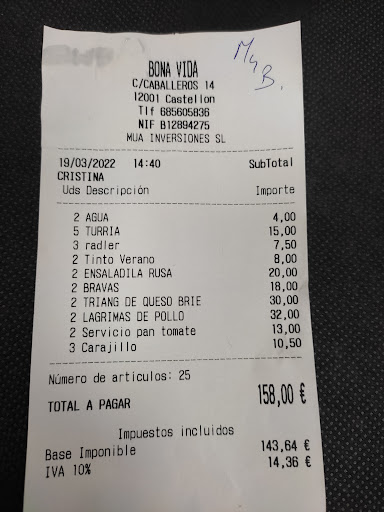 My
B.
BONA VIDA
C/CABALLEROS 14
12001 Castellon
Tlf 685605836
NIF B12894275
MUA INVERSIONES SL
19/03/2022 14:40 SubTotal
CRISTINA
Uds Descripción Importe
2 AGUA 4,00
5 TURRIA 15,00
3 radler 7,50
2 Tinto Verano 8,00
2 ENSALADILA RUSA 20,00
2 BRAVAS 18,00
2 TRIANG DE QUESO BRIE 30,00
2 LAGRIMAS DE POLLO 32,00
2 Servicio pan tomate 13,00
3 Carajillo 10,50
Número de articulos: 25
TOTAL A PAGAR 158,00 €
Impuestos incluidos
Base Imponible 143,64 €
IVA 10% 14,36 €